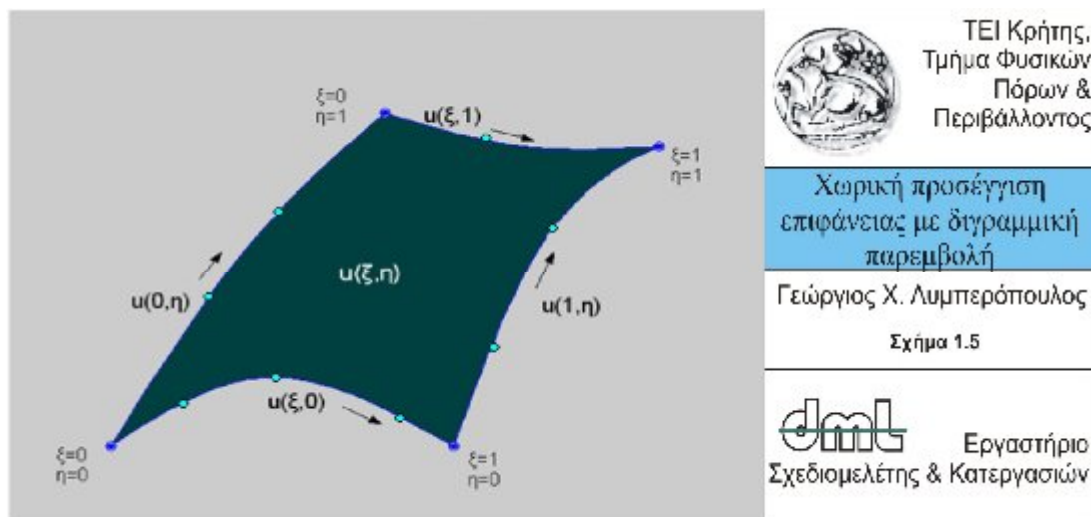 ξ=0
η=1
u(ξ,1)
ξ=1
η=1
u(0,η)
u(ξ,η)
u(1,η)
u(ξ,0)
ξ=0
η=0
ξ=1
η=0
ΤΕΙ Κρήτης,
Τμήμα Φυσικών
Πόρων &
Περιβάλλοντος
Χωρική προσέγγιση
επιφάνειας με διγραμμική
παρεμβολή
Γεώργιος Χ. Λυμπερόπουλος
Σχήμα 1.5
dml
Εργαστήριο
Σχεδιομελέτης & Κατεργασιών